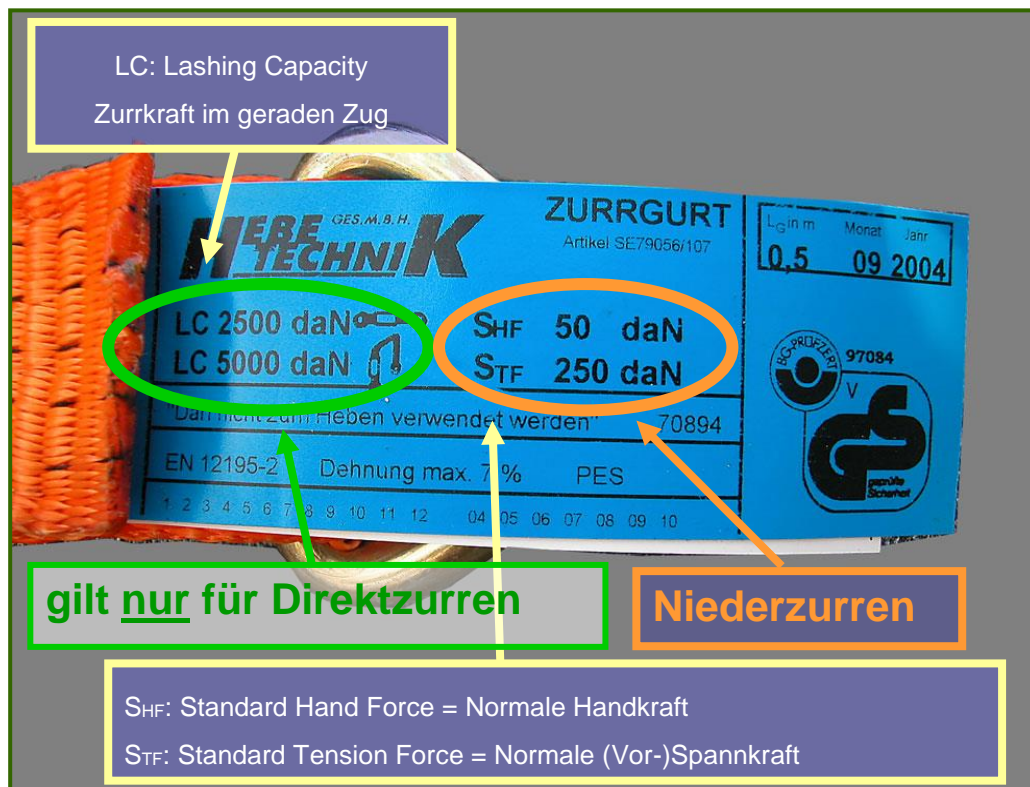 LC: Lashing Capacity
Zurrkraft im geraden Zug
HEBE GES.M.B.H.
TECHNIK
ZURRGURT
Artikel SE79056/107
LG in m Monat Jahr
0,5 09 2004
LC 2500 daN
LC 5000 daN
SHF 50 daN
STF 250 daN
BG-PRÜFZERT
97084
V
GS
geprüfte
Sicherheit
"Darf nicht zum Heben verwendet werden" 70894
EN 12195-2 Dehnung max. 7 % PES
1 2 3 4 5 6 7 8 9 10 11 12 04 05 06 07 08 09 10
gilt nur für Direktzurren
Niederzurren
SHF: Standard Hand Force = Normale Handkraft
STF: Standard Tension Force = Normale (Vor-)Spannkraft